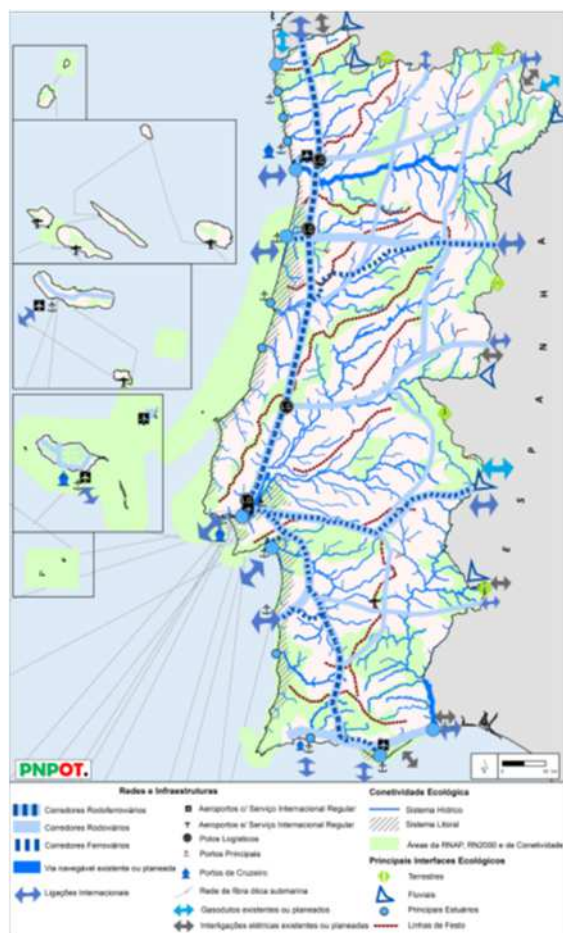 E S P A N H A
PNPOT.
Redes e Infraestruturas
Corredores Rodoferroviários
Corredores Rodoviários
Corredores Ferroviários
Via navegável existente ou planeada
Ligações Internacionais
Aeroportos c/ Serviço Internacional Regular
Aeroportos s/ Serviço Internacional Regular
Polos Logísticos
Portos Principais
Portos de Cruzeiro
Rede de fibra ótica submarina
Gasodutos existentes ou planeados
Interligações elétricas existentes ou planeadas
Conetividade Ecológica
Sistema Hídrico
Sistema Litoral
Áreas da RNAP, RN2000 e de Conetividade
Principais Interfaces Ecológicos
Terrestres
Fluviais
Principais Estuários
Linhas de Festo